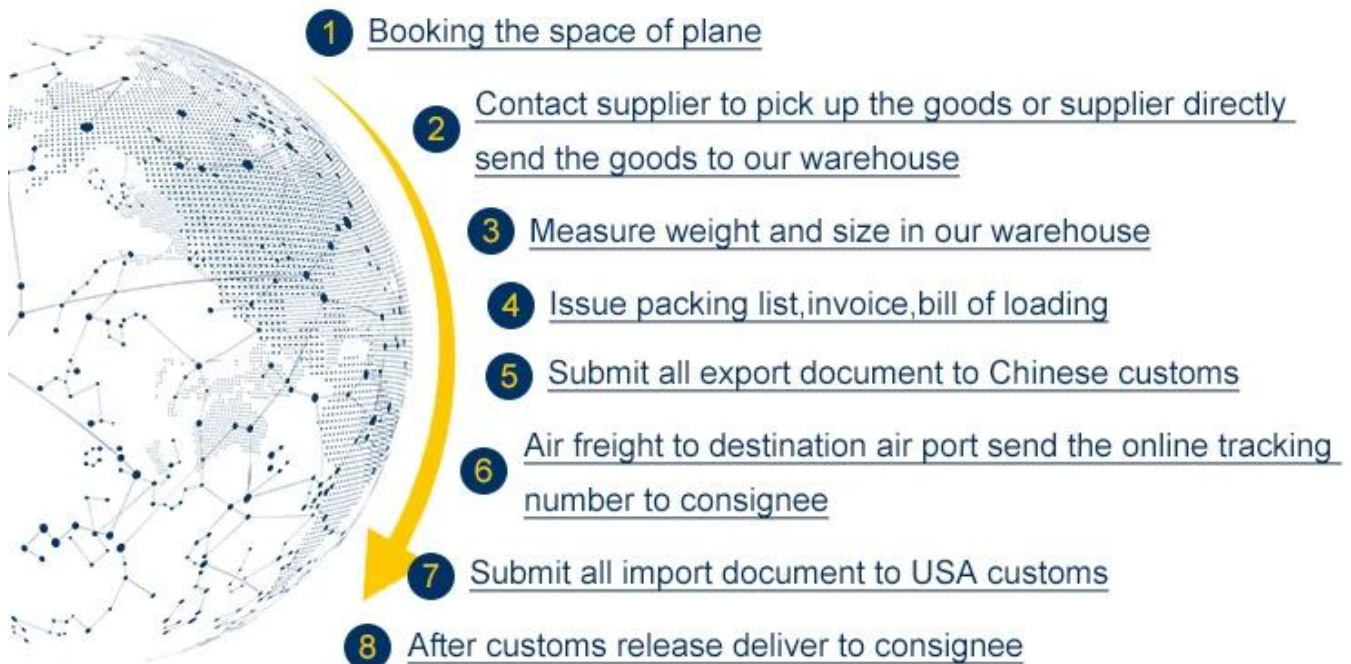 1 Booking the space of plane
2 Contact supplier to pick up the goods or supplier directly
send the goods to our warehouse
3 Measure weight and size in our warehouse
4 Issue packing list,invoice,bill of loading
5 Submit all export document to Chinese customs
6 Air freight to destination air port send the online tracking
number to consignee
7 Submit all import document to USA customs
8 After customs release deliver to consignee